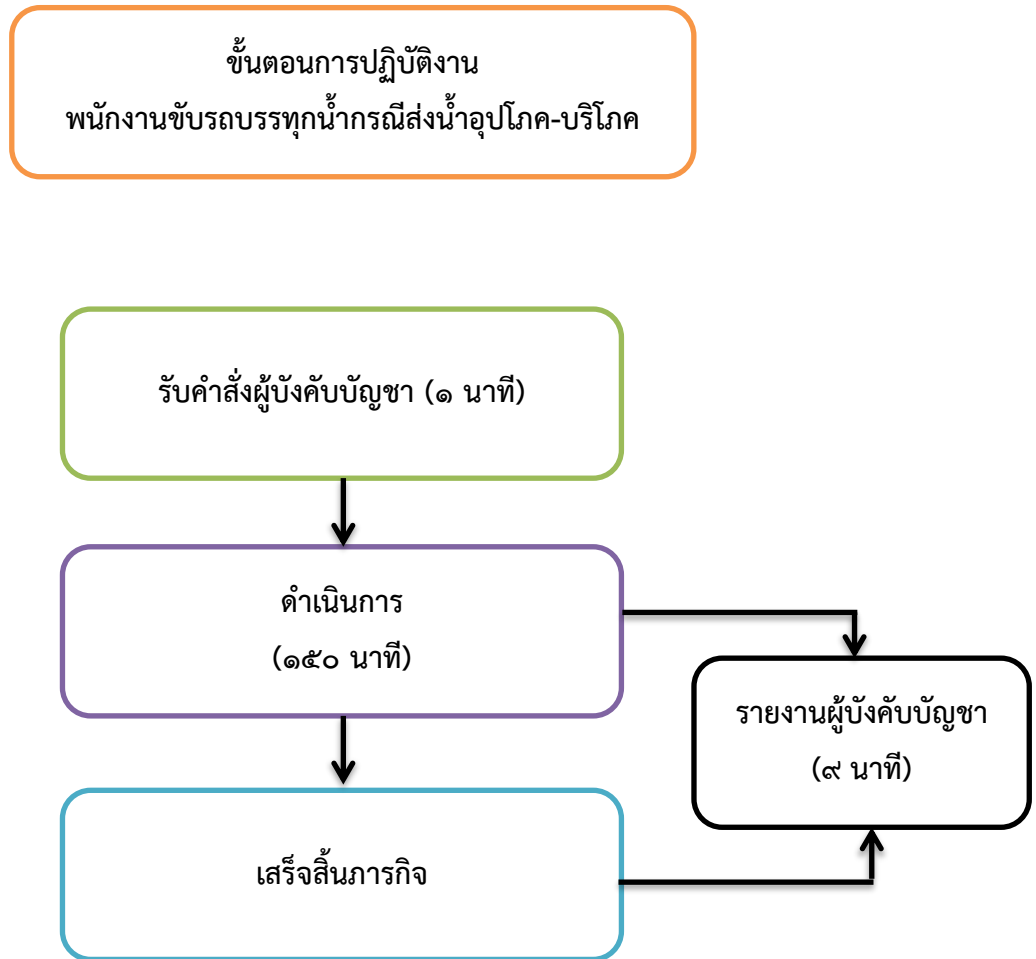 ขั้นตอนการปฏิบัติงาน
พนักงานขับรถบรรทุกน้ำกรณีส่งน้ำอุปโภค-บริโภค
รับคำสั่งผู้บังคับบัญชา (๑ นาที)
ดำเนินการ
(๑๕๐ นาที)
รายงานผู้บังคับบัญชา
(๙ นาที)
เสร็จสิ้นภารกิจ